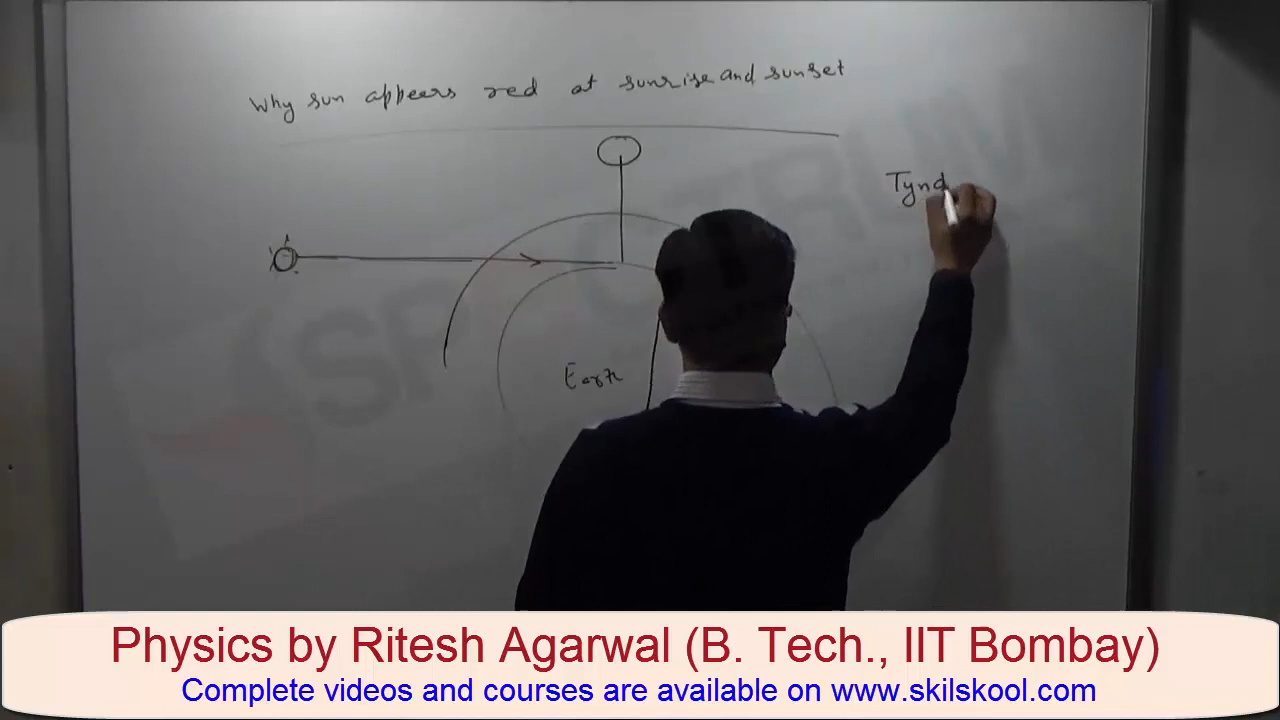 Why sun appears red at sunrise and sunset
Tynd
Earth
SPECTRUM
Physics by Ritesh Agarwal (B. Tech., IIT Bombay)
Complete videos and courses are available on www.skilskool.com